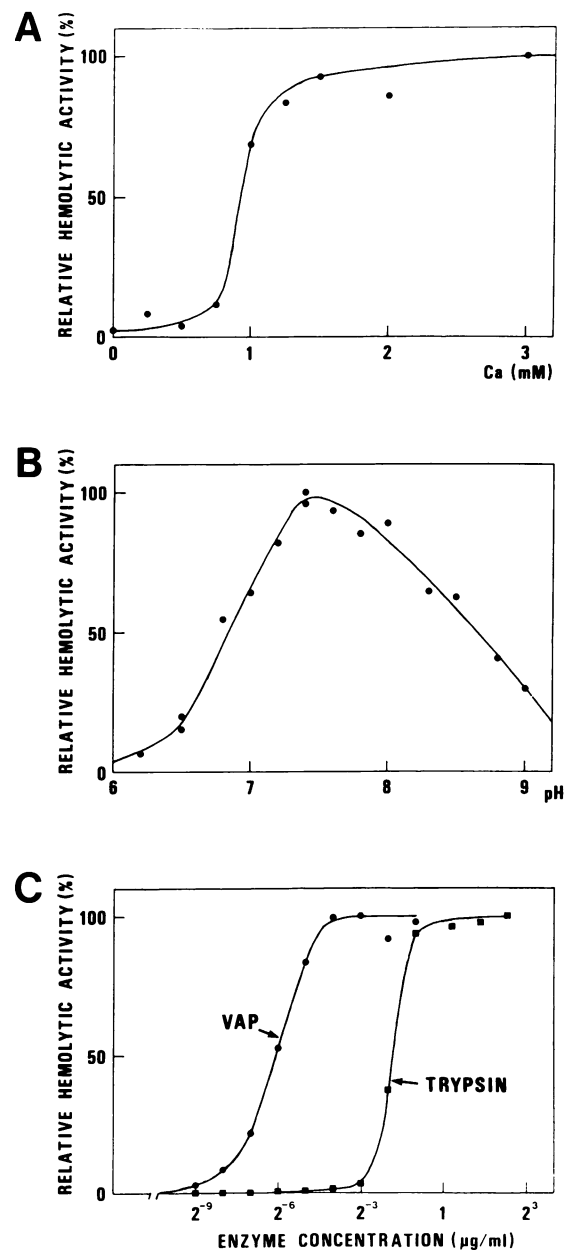 A
RELATIVE HEMOLYTIC ACTIVITY (%)
100
50
0
0 1 2 3
Ca (mM)
B
RELATIVE HEMOLYTIC ACTIVITY (%)
100
50
0
6 7 8 9 pH
C
RELATIVE HEMOLYTIC ACTIVITY (%)
100
50
0
VAP
TRYPSIN
2⁻⁹ 2⁻⁶ 2⁻³ 1 2³
ENZYME CONCENTRATION (µg/ml)